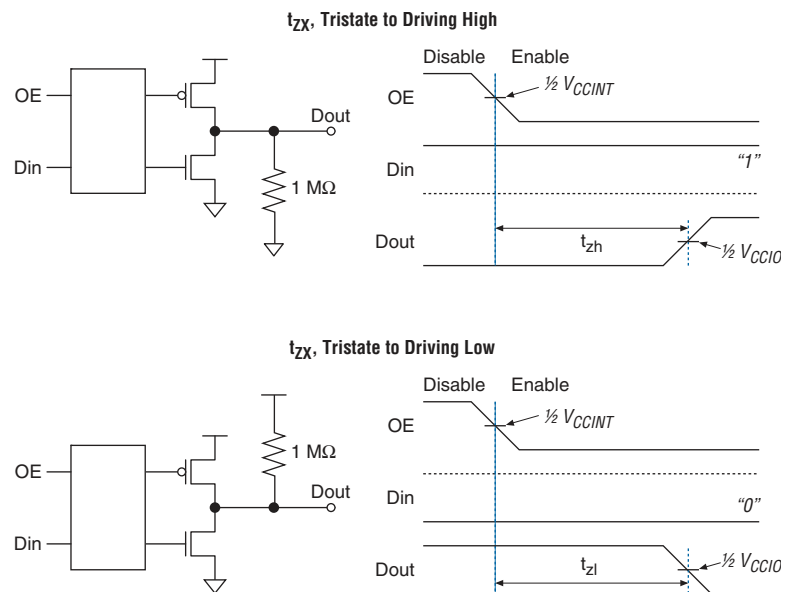 tZX, Tristate to Driving High
Disable Enable
OE
½ VCCINT
OE
Dout
Din
1 MΩ
Din
"1"
Dout
tzh
½ VCCIO
tZX, Tristate to Driving Low
Disable Enable
OE
½ VCCINT
1 MΩ
OE
Dout
Din
Din
"0"
Dout
tzl
½ VCCIO